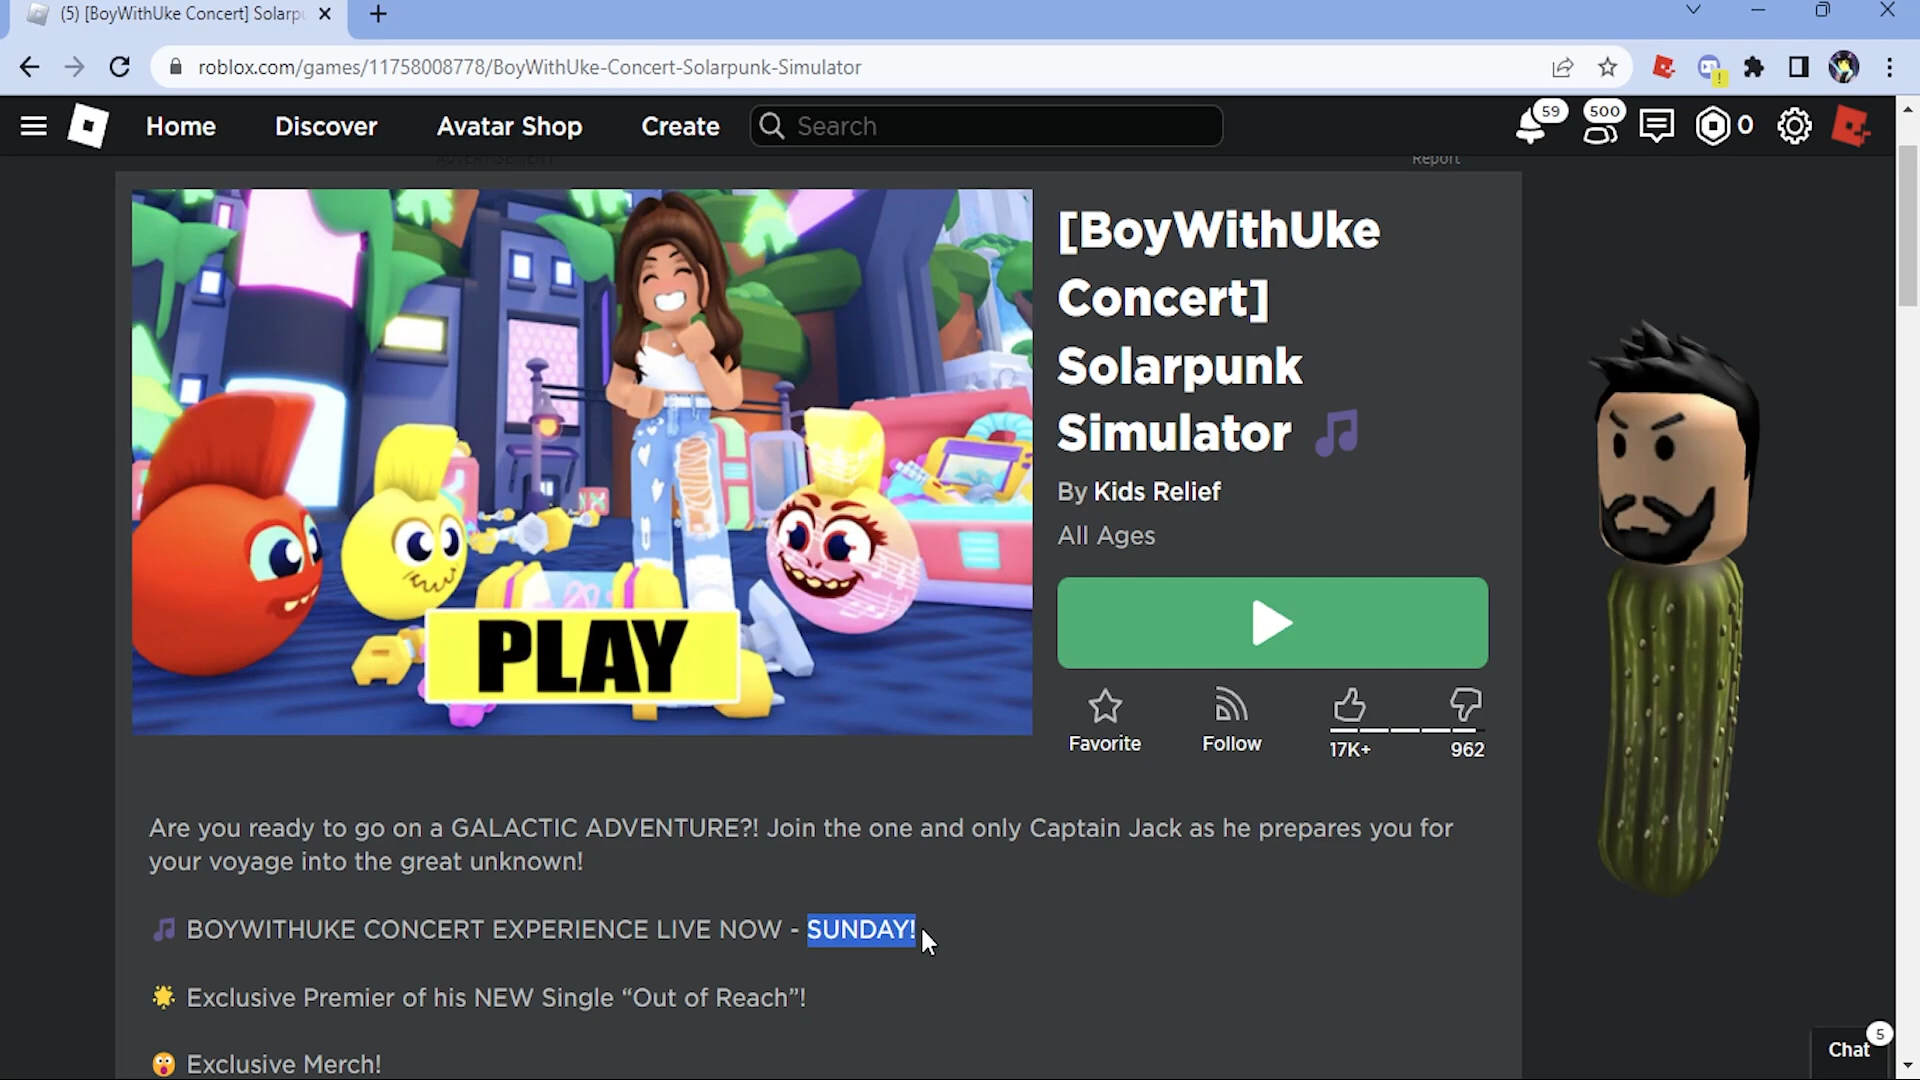 (5) [BoyWithUke Concert] Solarp
roblox.com/games/11758008778/BoyWithUke-Concert-Solarpunk-Simulator
Home
Discover
Avatar Shop
Create
Search
59
500
0
ADVERTISEMENT
Report
[BoyWithUke
Concert]
Solarpunk
Simulator 🎵
By Kids Relief
All Ages
PLAY
Favorite
Follow
17K+
962
Are you ready to go on a GALACTIC ADVENTURE?! Join the one and only Captain Jack as he prepares you for
your voyage into the great unknown!
🎵 BOYWITHUKE CONCERT EXPERIENCE LIVE NOW - SUNDAY!
🌟 Exclusive Premier of his NEW Single “Out of Reach”!
😲 Exclusive Merch!
Chat
5